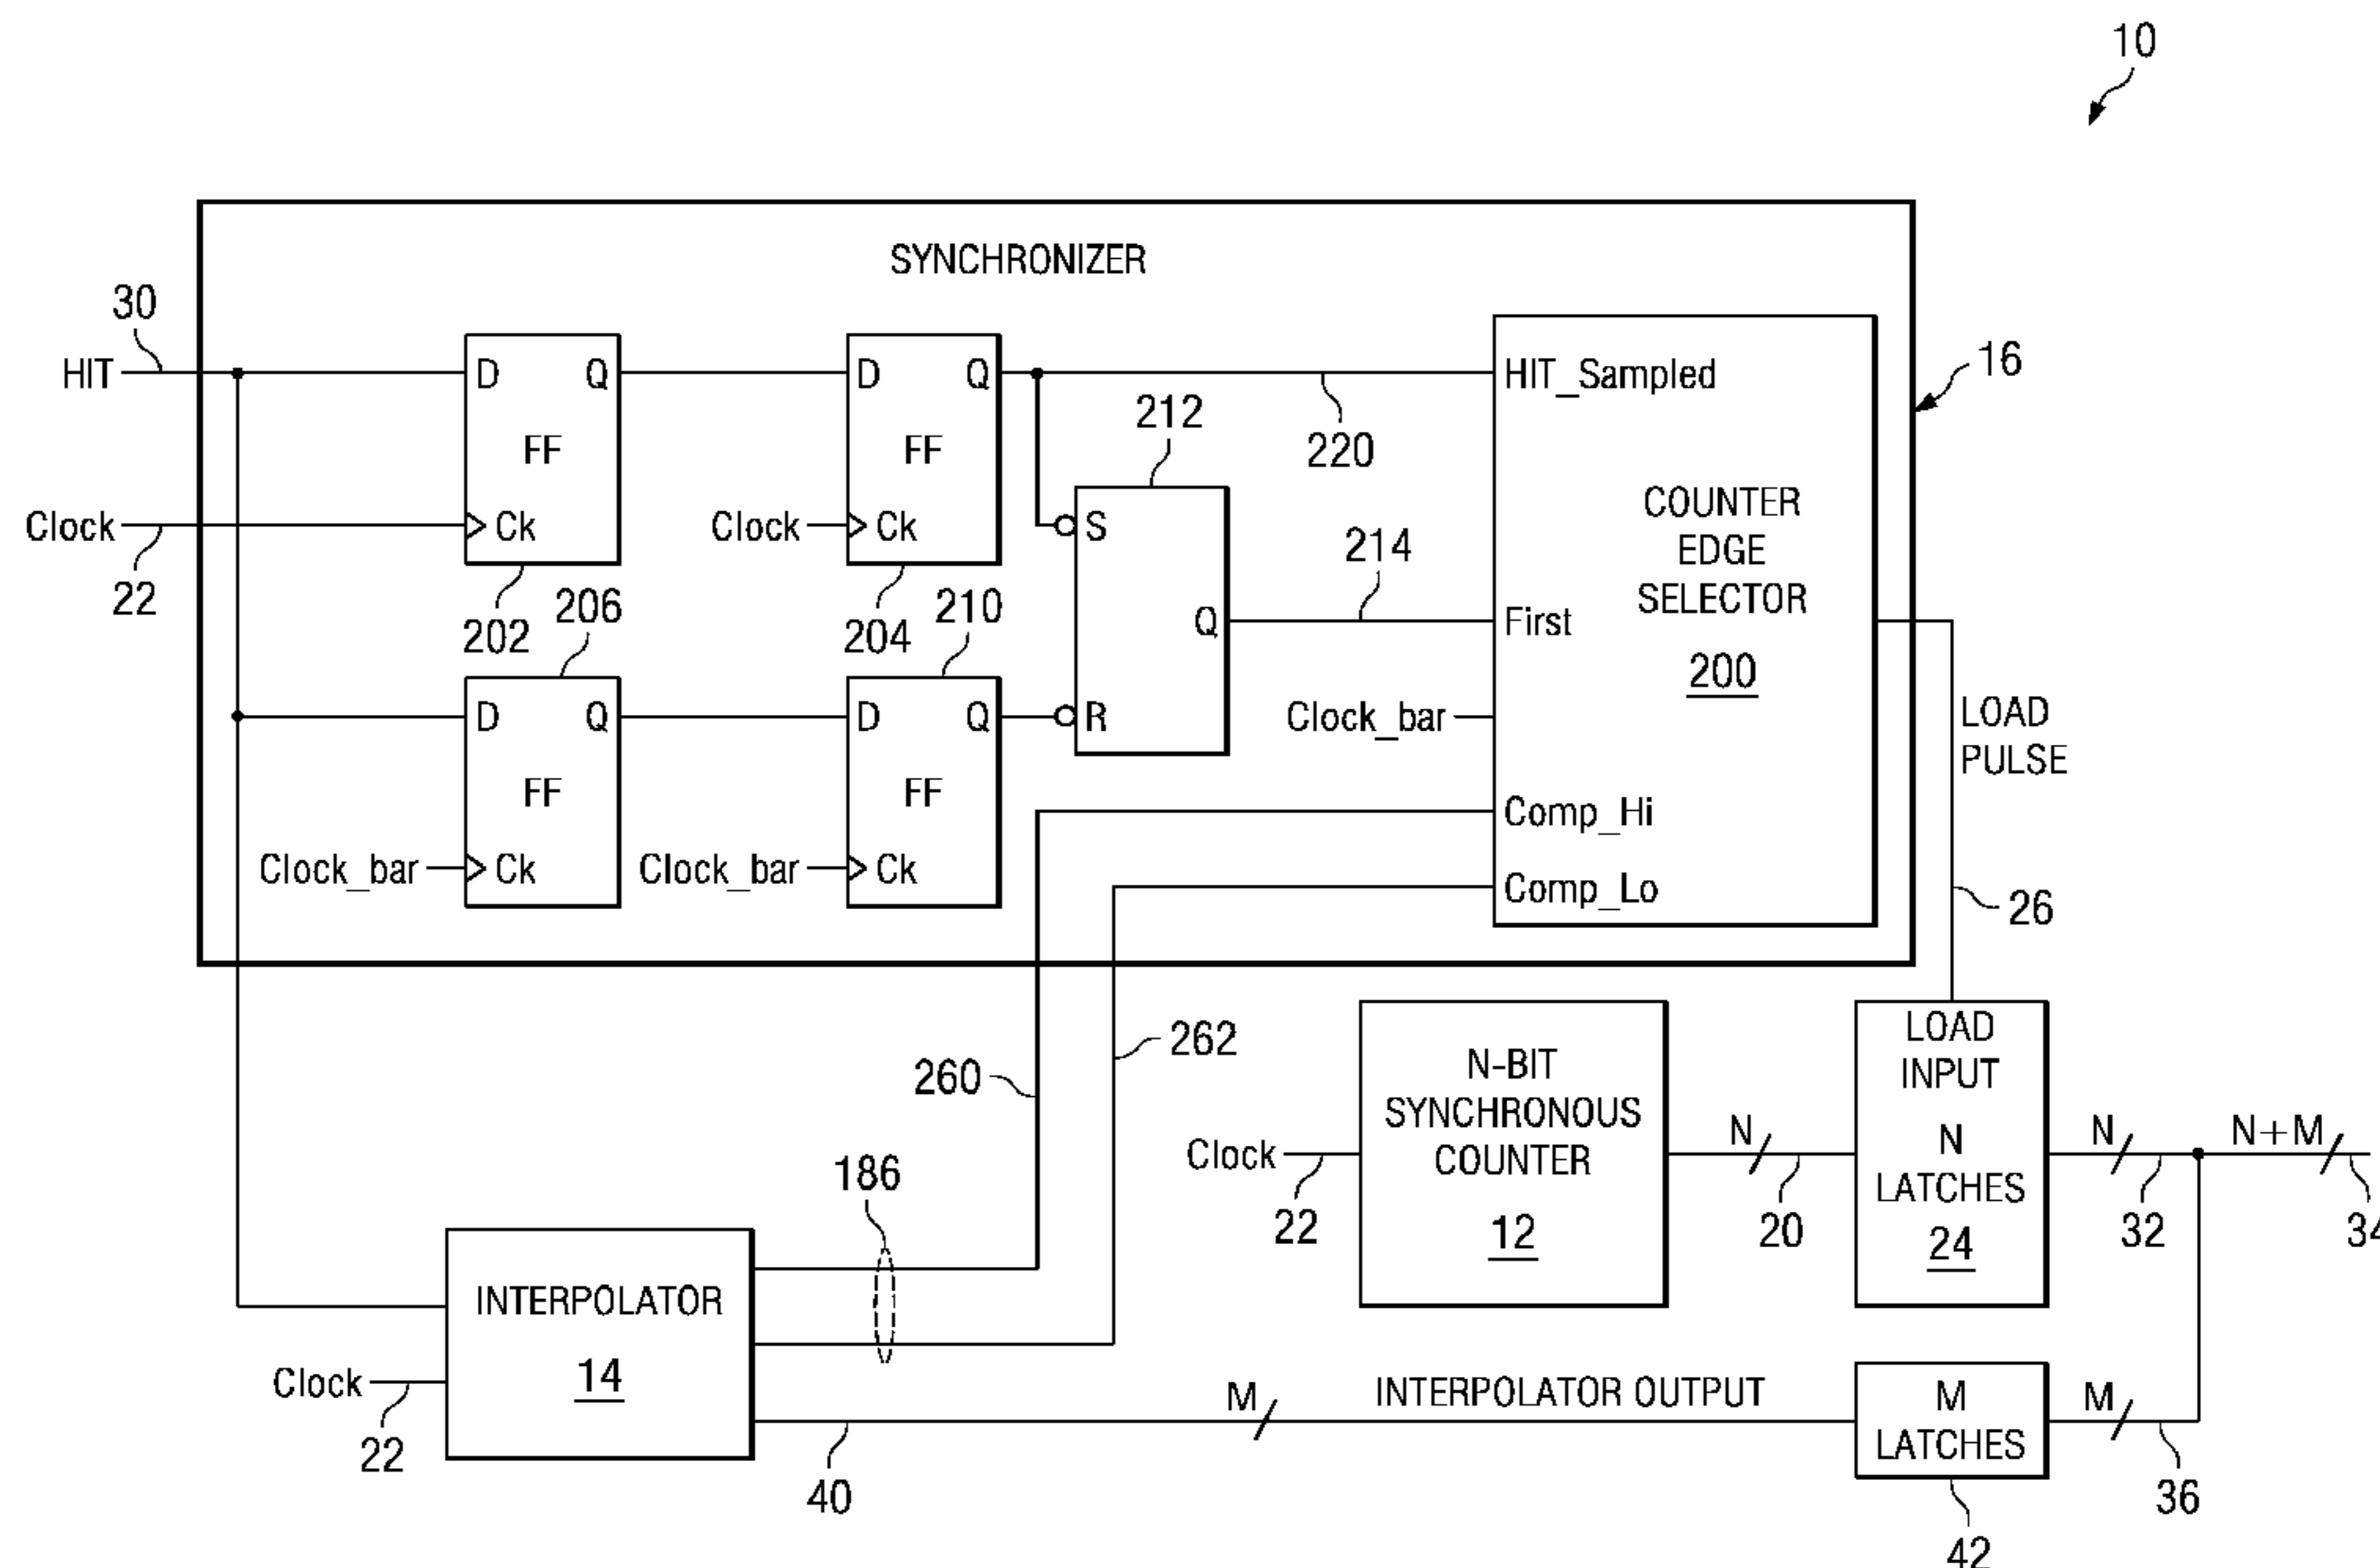 10
SYNCHRONIZER
30
HIT
D
Q
FF
Ck
Clock
22
202
D
Q
FF
Clock
Ck
204
220
HIT_Sampled
16
212
S
Q
R
214
First
COUNTER
EDGE
SELECTOR
200
206
D
Q
FF
Clock_bar
Ck
210
D
Q
FF
Clock_bar
Ck
Clock_bar
Comp_Hi
Comp_Lo
LOAD
PULSE
26
260
262
186
INTERPOLATOR
14
Clock
22
N-BIT
SYNCHRONOUS
COUNTER
12
Clock
22
N
20
LOAD
INPUT
N
LATCHES
24
N
32
N+M
34
M
INTERPOLATOR OUTPUT
40
M
LATCHES
42
M
36